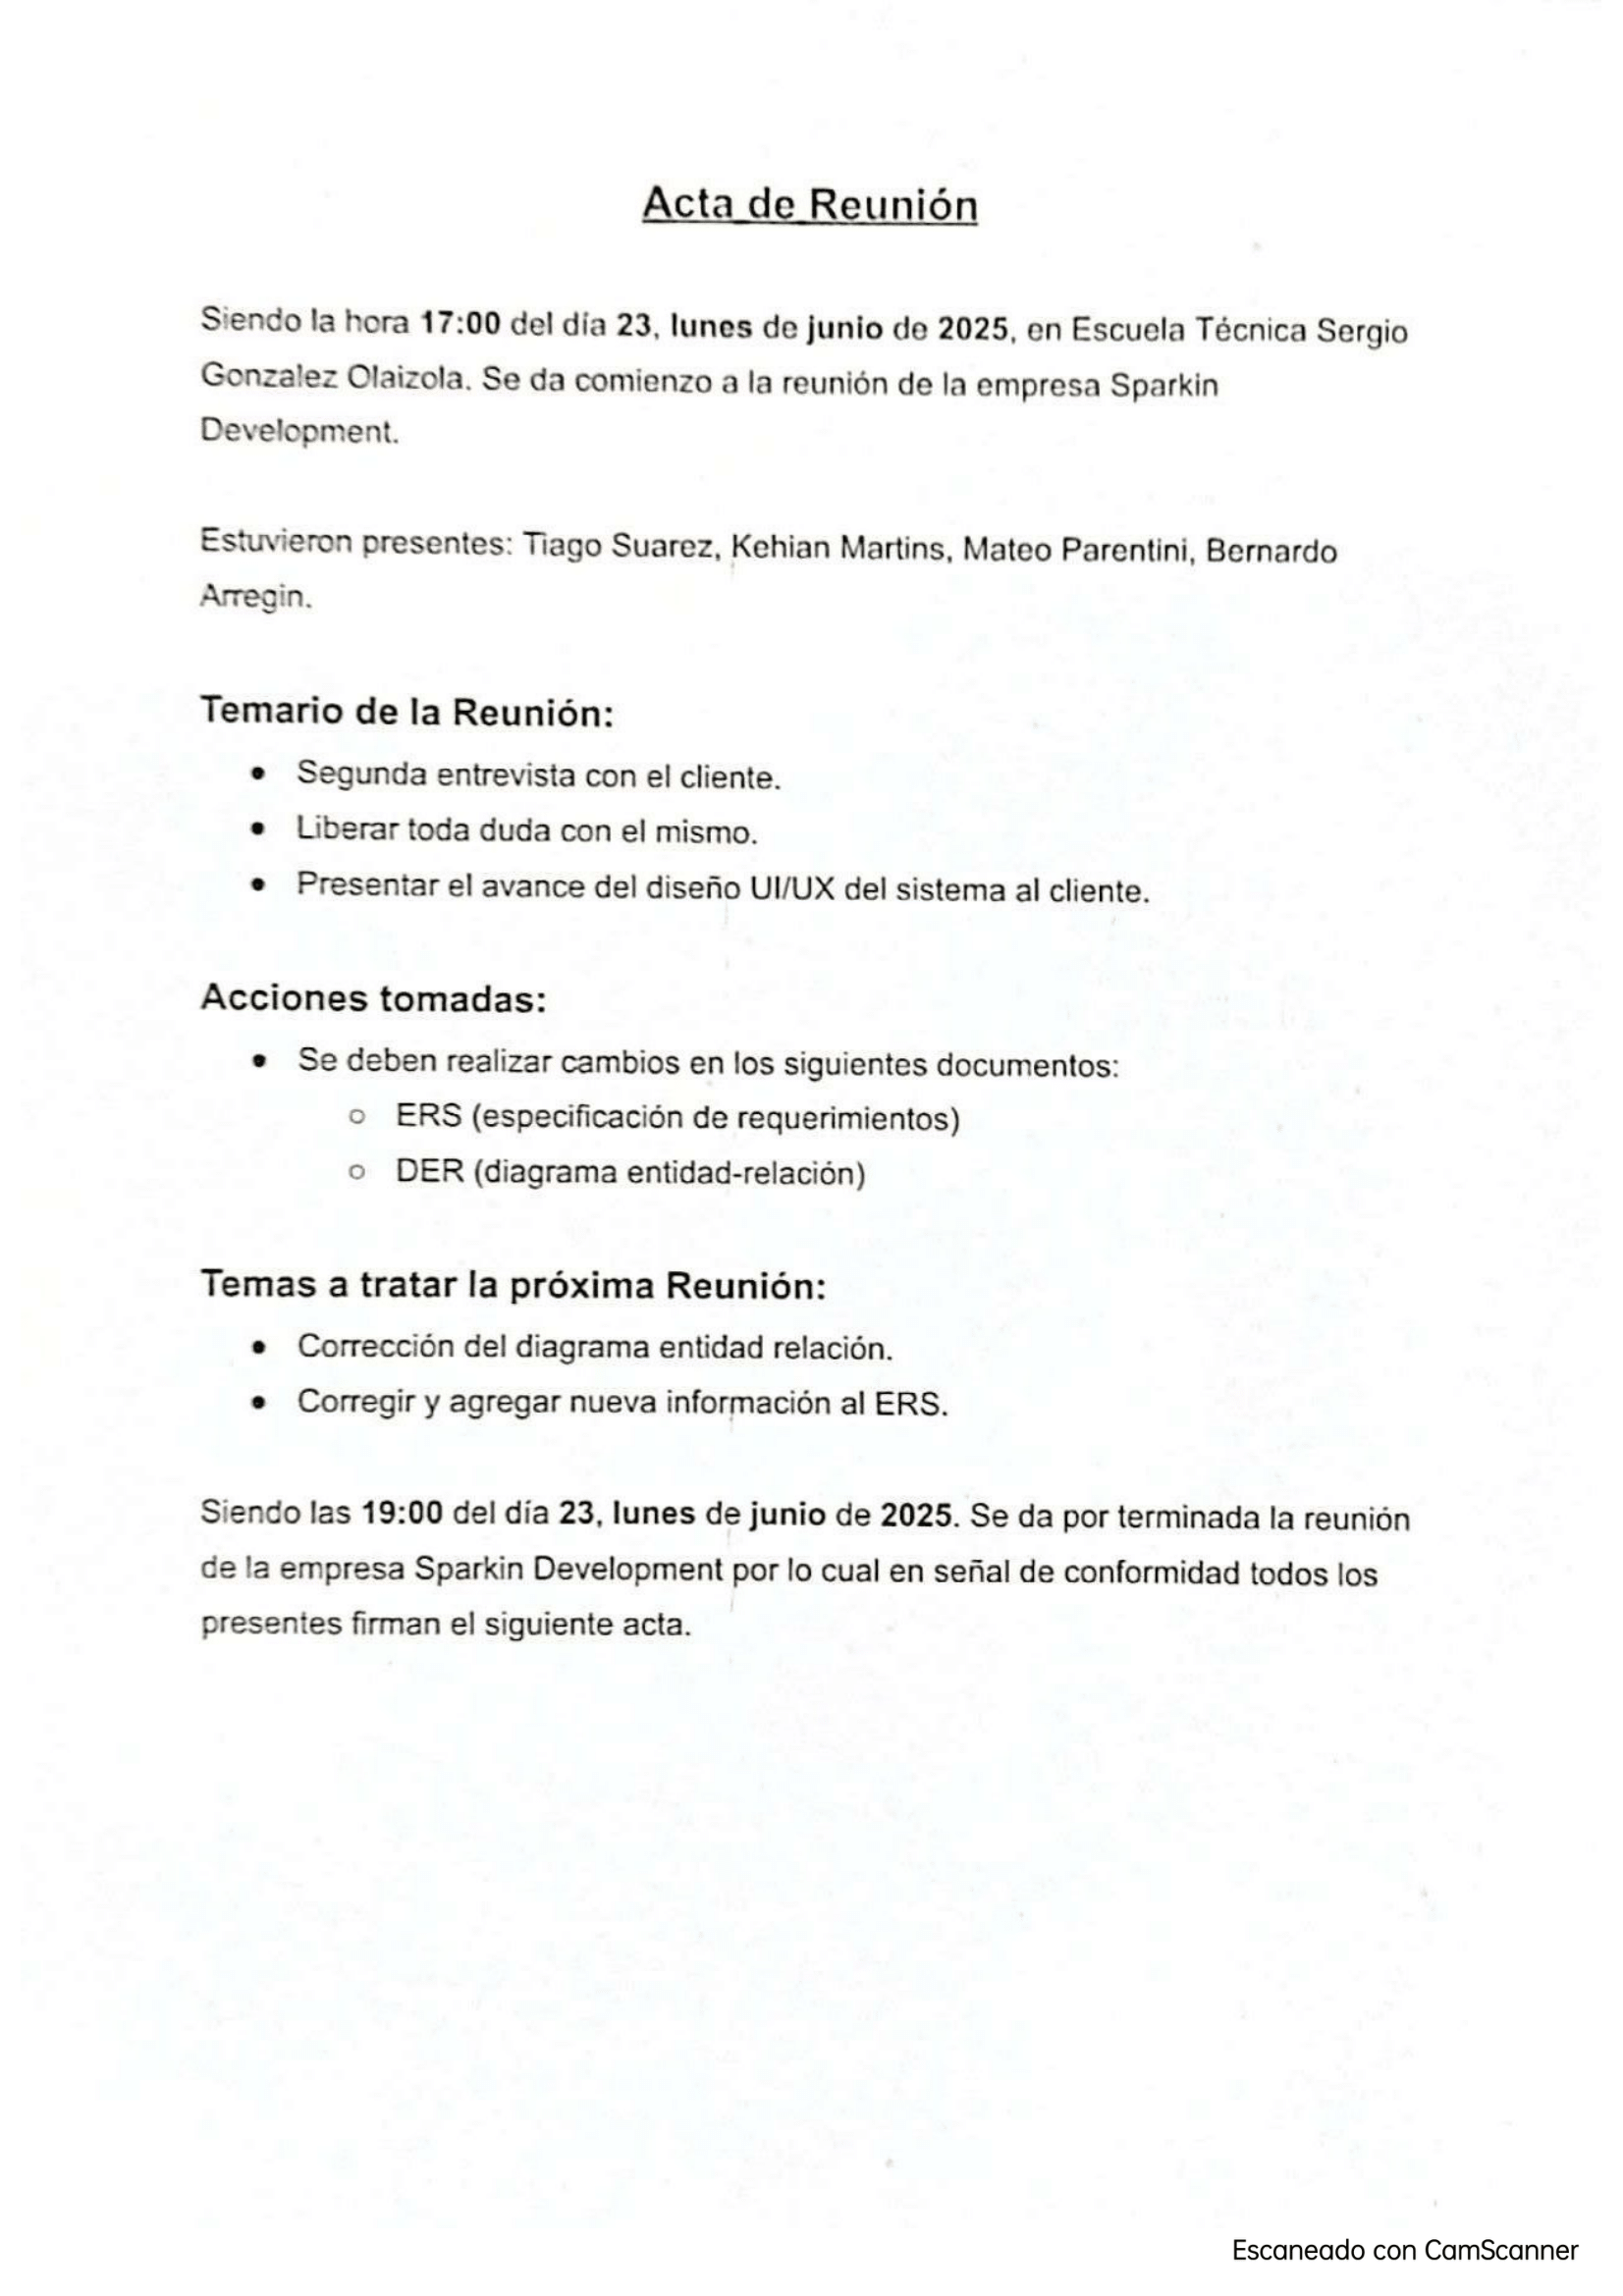 Acta de Reunión
Siendo la hora 17:00 del día 23, lunes de junio de 2025, en Escuela Técnica Sergio
Gonzalez Olaizola. Se da comienzo a la reunión de la empresa Sparkin
Development.
Estuvieron presentes: Tiago Suarez, Kehian Martins, Mateo Parentini, Bernardo
Arregin.
Temario de la Reunión:
• Segunda entrevista con el cliente.
• Liberar toda duda con el mismo.
• Presentar el avance del diseño UI/UX del sistema al cliente.
Acciones tomadas:
• Se deben realizar cambios en los siguientes documentos:
○ ERS (especificación de requerimientos)
○ DER (diagrama entidad-relación)
Temas a tratar la próxima Reunión:
• Corrección del diagrama entidad relación.
• Corregir y agregar nueva información al ERS.
Siendo las 19:00 del día 23, lunes de junio de 2025. Se da por terminada la reunión
de la empresa Sparkin Development por lo cual en señal de conformidad todos los
presentes firman el siguiente acta.
Escaneado con CamScanner